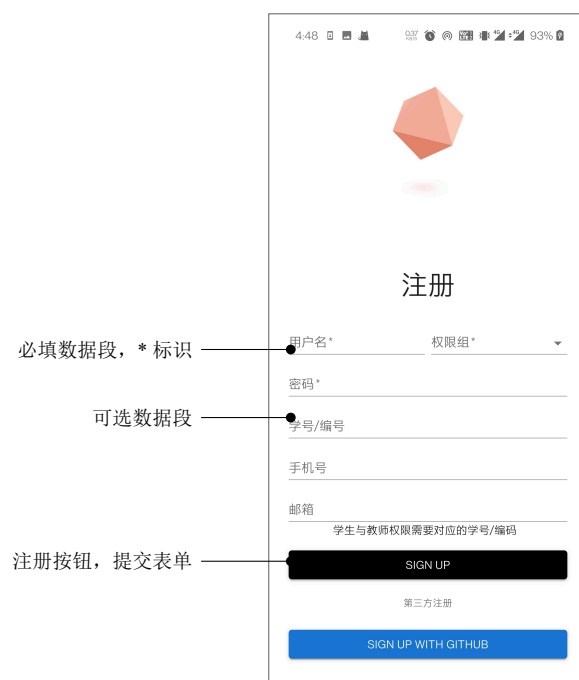 4:48
93%
注册
必填数据段，* 标识
用户名* 权限组*
密码*
可选数据段
学号/编号
手机号
邮箱
学生与教师权限需要对应的学号/编码
注册按钮，提交表单
SIGN UP
第三方注册
SIGN UP WITH GITHUB